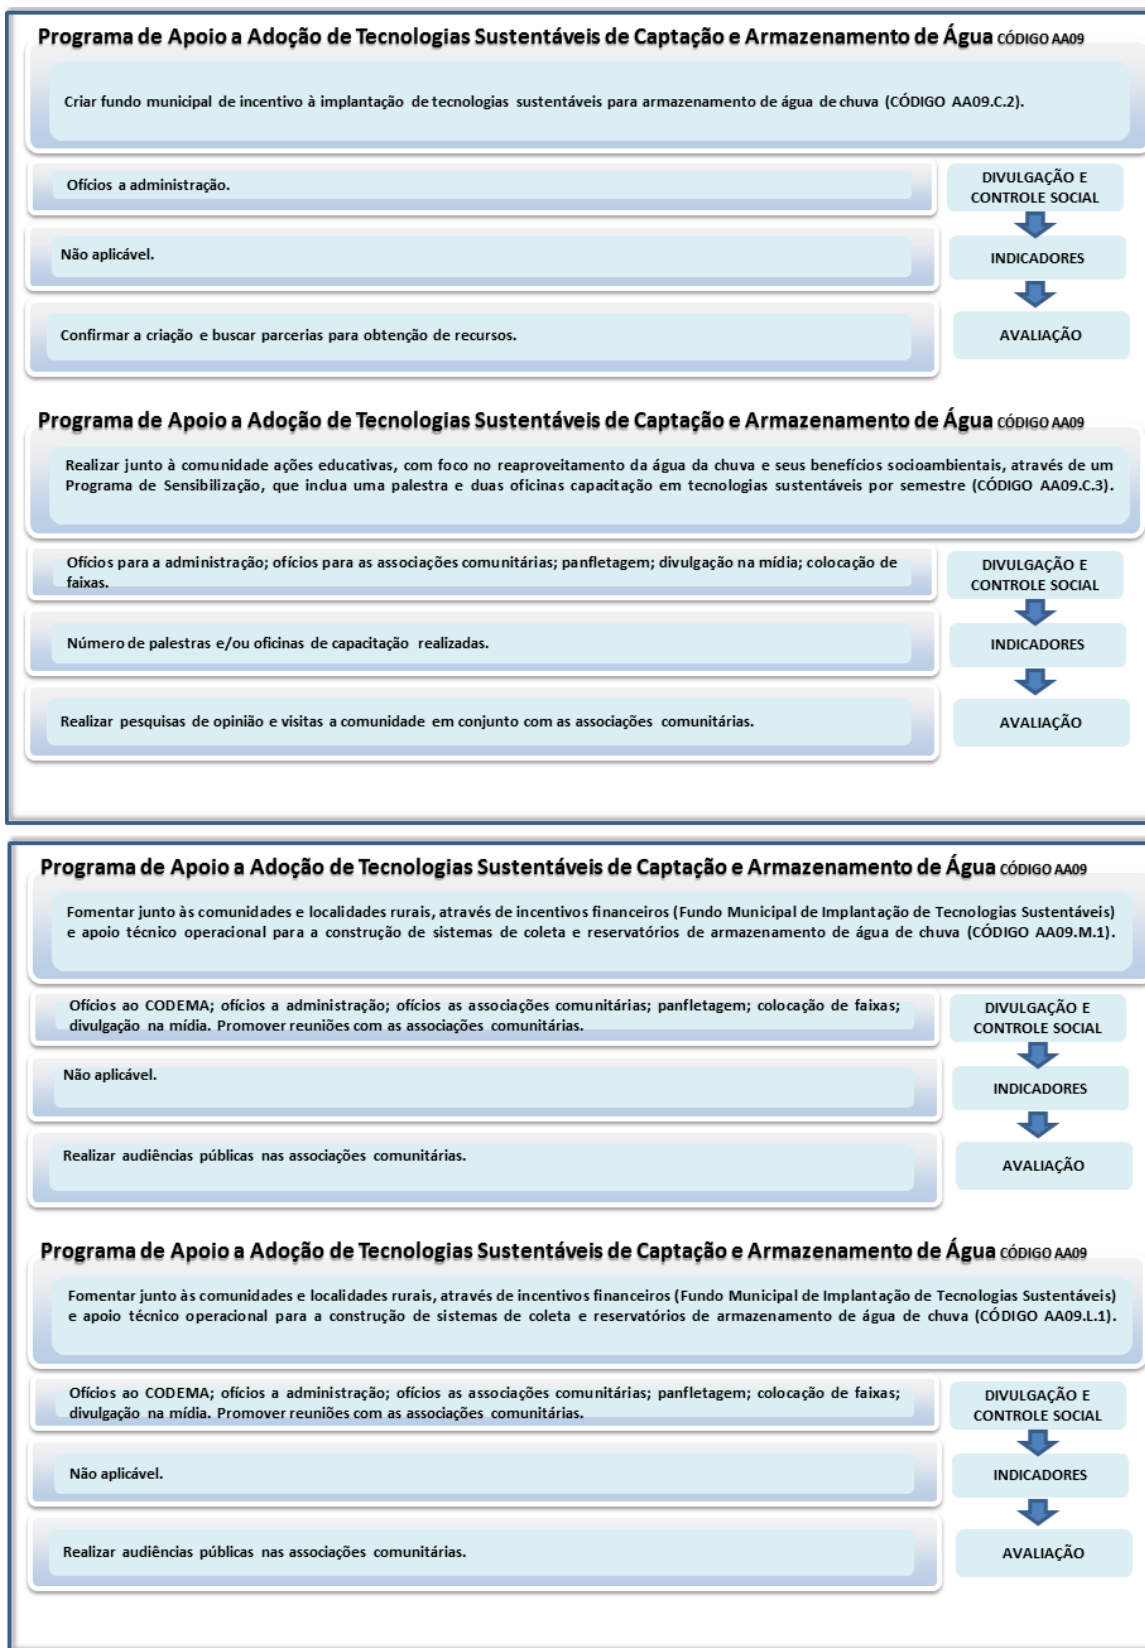 Programa de Apoio a Adoção de Tecnologias Sustentáveis de Captação e Armazenamento de Água CÓDIGO AA09
Criar fundo municipal de incentivo à implantação de tecnologias sustentáveis para armazenamento de água de chuva (CÓDIGO AA09.C.2).
Ofícios a administração.
DIVULGAÇÃO E
CONTROLE SOCIAL
Não aplicável.
INDICADORES
Confirmar a criação e buscar parcerias para obtenção de recursos.
AVALIAÇÃO
Programa de Apoio a Adoção de Tecnologias Sustentáveis de Captação e Armazenamento de Água CÓDIGO AA09
Realizar junto à comunidade ações educativas, com foco no reaproveitamento da água da chuva e seus benefícios socioambientais, através de um
Programa de Sensibilização, que inclua uma palestra e duas oficinas capacitação em tecnologias sustentáveis por semestre (CÓDIGO AA09.C.3).
Ofícios para a administração; ofícios para as associações comunitárias; panfletagem; divulgação na mídia; colocação de
faixas.
DIVULGAÇÃO E
CONTROLE SOCIAL
Número de palestras e/ou oficinas de capacitação realizadas.
INDICADORES
Realizar pesquisas de opinião e visitas a comunidade em conjunto com as associações comunitárias.
AVALIAÇÃO
Programa de Apoio a Adoção de Tecnologias Sustentáveis de Captação e Armazenamento de Água CÓDIGO AA09
Fomentar junto às comunidades e localidades rurais, através de incentivos financeiros (Fundo Municipal de Implantação de Tecnologias Sustentáveis)
e apoio técnico operacional para a construção de sistemas de coleta e reservatórios de armazenamento de água de chuva (CÓDIGO AA09.M.1).
Ofícios ao CODEMA; ofícios a administração; ofícios as associações comunitárias; panfletagem; colocação de faixas;
divulgação na mídia. Promover reuniões com as associações comunitárias.
DIVULGAÇÃO E
CONTROLE SOCIAL
Não aplicável.
INDICADORES
Realizar audiências públicas nas associações comunitárias.
AVALIAÇÃO
Programa de Apoio a Adoção de Tecnologias Sustentáveis de Captação e Armazenamento de Água CÓDIGO AA09
Fomentar junto às comunidades e localidades rurais, através de incentivos financeiros (Fundo Municipal de Implantação de Tecnologias Sustentáveis)
e apoio técnico operacional para a construção de sistemas de coleta e reservatórios de armazenamento de água de chuva (CÓDIGO AA09.L.1).
Ofícios ao CODEMA; ofícios a administração; ofícios as associações comunitárias; panfletagem; colocação de faixas;
divulgação na mídia. Promover reuniões com as associações comunitárias.
DIVULGAÇÃO E
CONTROLE SOCIAL
Não aplicável.
INDICADORES
Realizar audiências públicas nas associações comunitárias.
AVALIAÇÃO